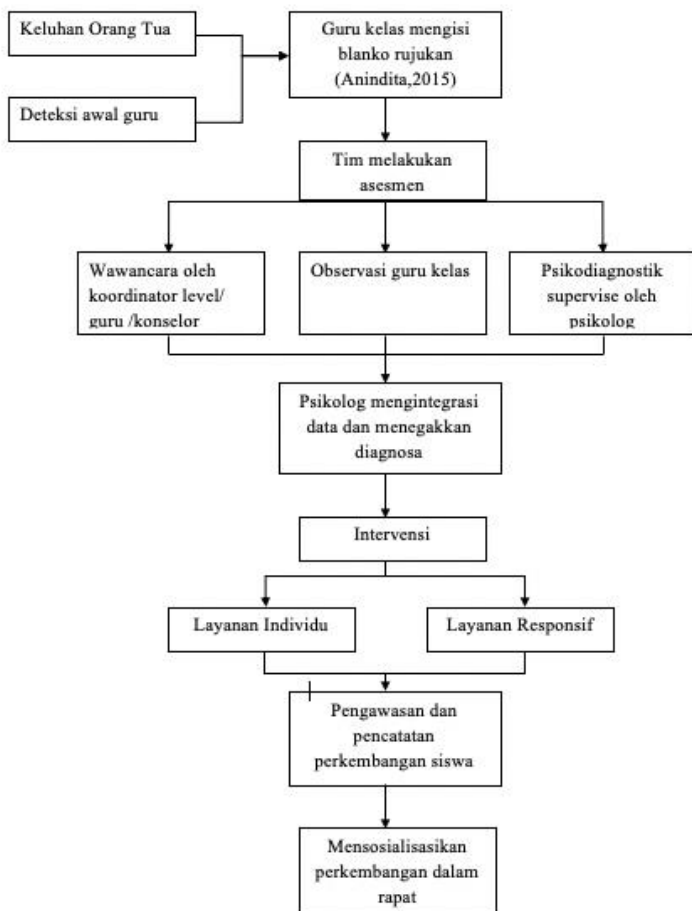 Keluhan Orang Tua
Deteksi awal guru
Guru kelas mengisi
blanko rujukan
(Anindita,2015)
Tim melakukan
asesmen
Wawancara oleh
koordinator level/
guru /konselor
Observasi guru kelas
Psikodiagnostik
supervise oleh
psikolog
Psikolog mengintegrasi
data dan menegakkan
diagnosa
Intervensi
Layanan Individu
Layanan Responsif
Pengawasan dan
pencatatan
perkembangan siswa
Mensosialisasikan
perkembangan dalam
rapat